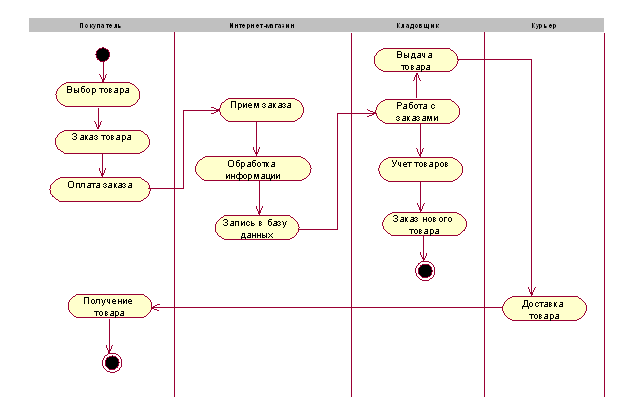 Покупатель
Интернет-магазин
Кладовщик
Курьер
Выбор товара
Заказ товара
Оплата заказа
Прием заказа
Обработка
информации
Запись в базу
данных
Выдача
товара
Работа с
заказами
Учет товаров
Заказ нового
товара
Доставка
товара
Получение
товара